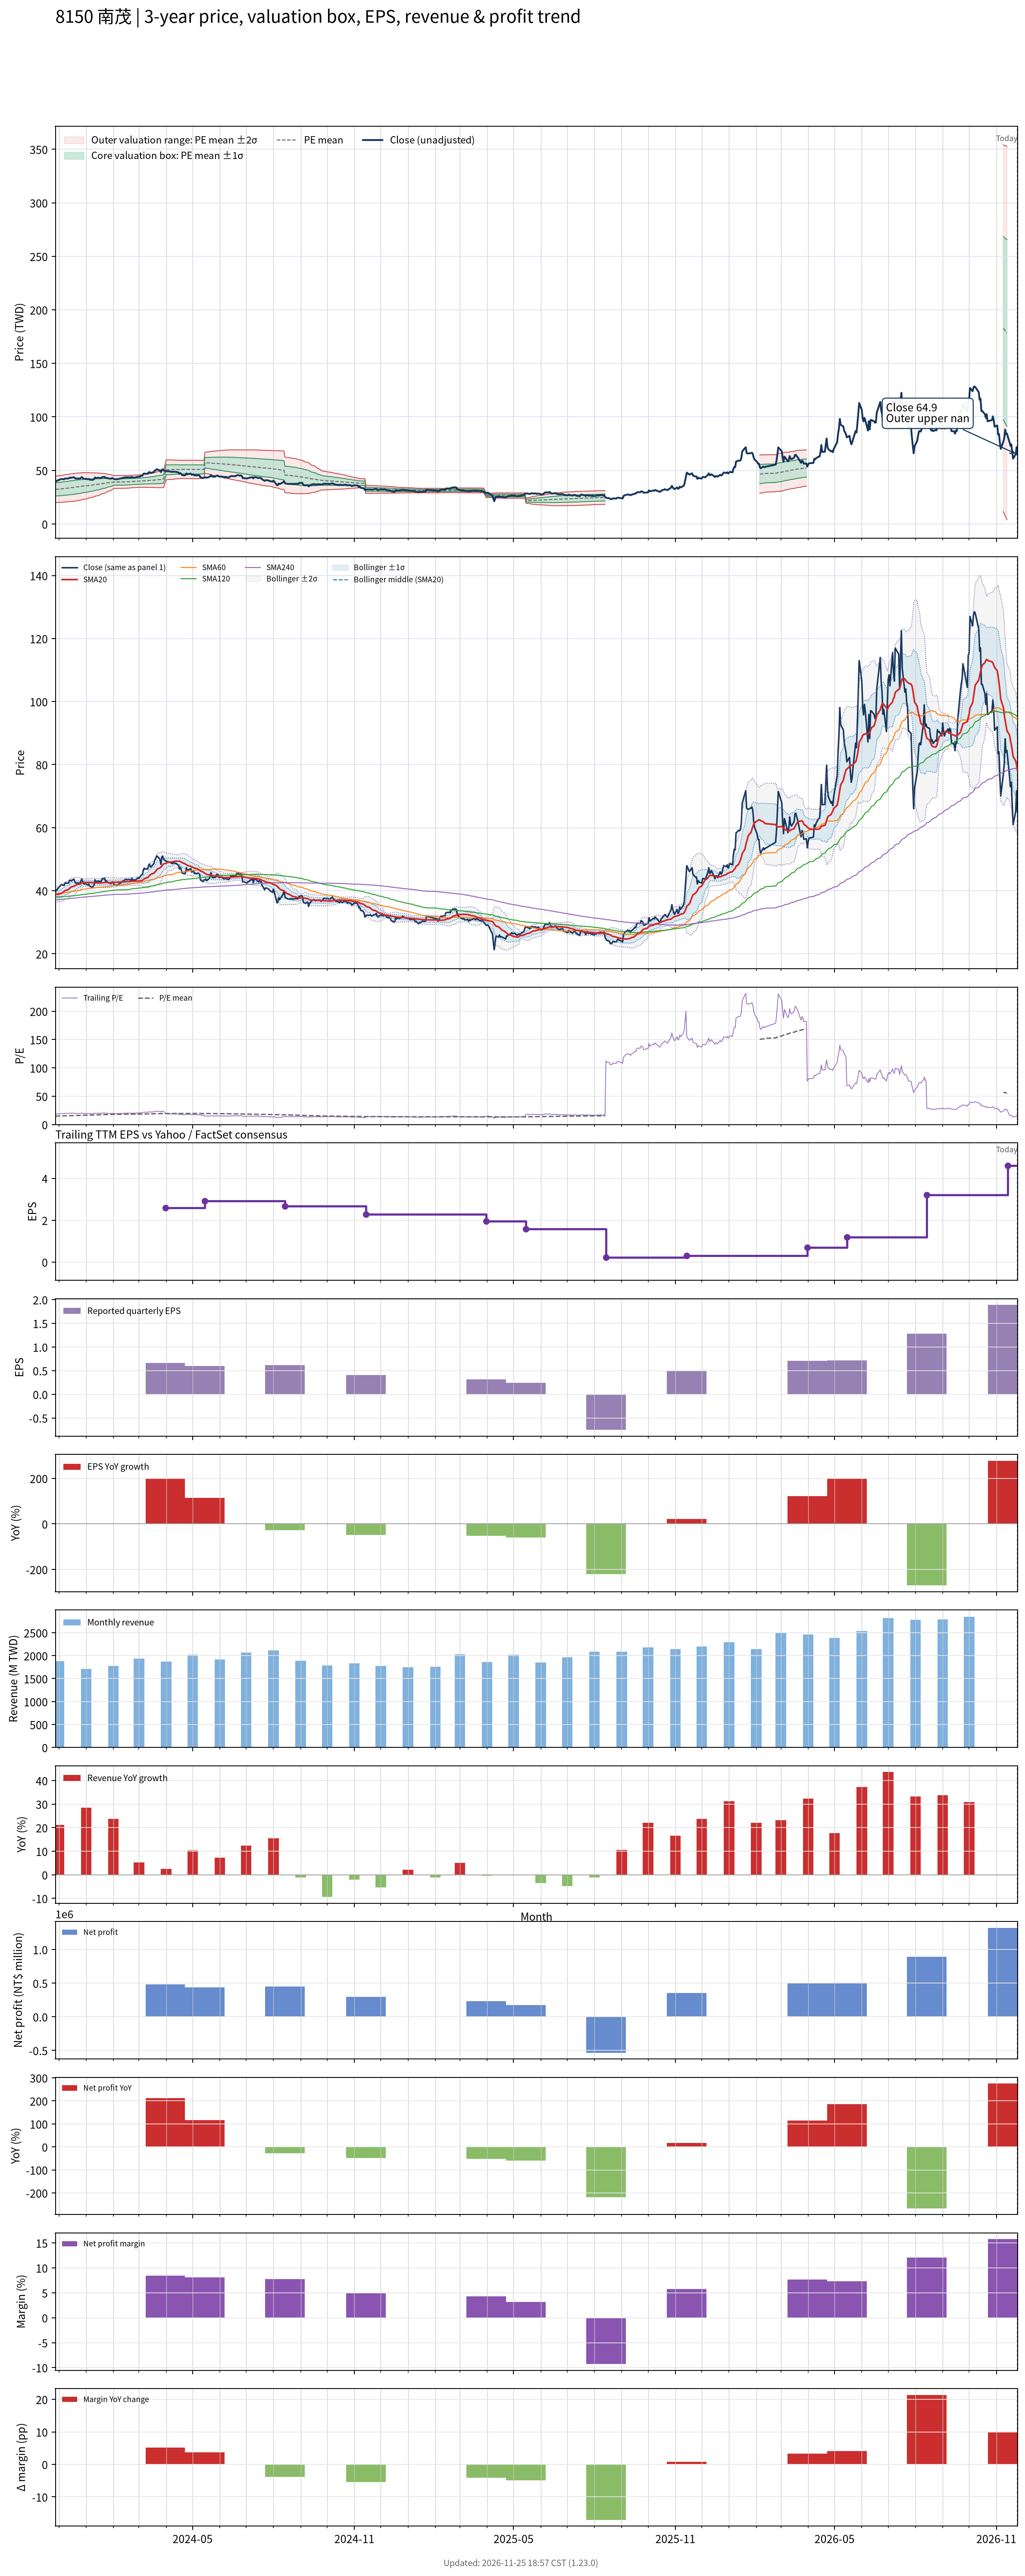 8150 南茂 | 3-year price, valuation box, EPS, revenue & profit trend
Outer valuation range: PE mean ±2σ
PE mean
Close (unadjusted)
Core valuation box: PE mean ±1σ
Today
Price (TWD)
350
300
250
200
150
100
50
0
Close 64.9
Outer upper nan
Close (same as panel 1)
SMA20
SMA60
SMA120
SMA240
Bollinger ±2σ
Bollinger ±1σ
Bollinger middle (SMA20)
Price
140
120
100
80
60
40
20
Trailing P/E
P/E mean
P/E
200
150
100
50
0
Trailing TTM EPS vs Yahoo / FactSet consensus
Today
EPS
4
2
0
Reported quarterly EPS
EPS
2.0
1.5
1.0
0.5
0.0
-0.5
EPS YoY growth
YoY (%)
200
0
-200
Monthly revenue
Revenue (M TWD)
2500
2000
1500
1000
500
0
Revenue YoY growth
YoY (%)
40
30
20
10
0
-10
Month
1e6
Net profit
Net profit (NT$ million)
1.0
0.5
0.0
-0.5
Net profit YoY
YoY (%)
300
200
100
0
-100
-200
Net profit margin
Margin (%)
15
10
5
0
-5
-10
Margin YoY change
Δ margin (pp)
20
10
0
-10
2024-05
2024-11
2025-05
2025-11
2026-05
2026-11
Updated: 2026-11-25 18:57 CST (1.23.0)